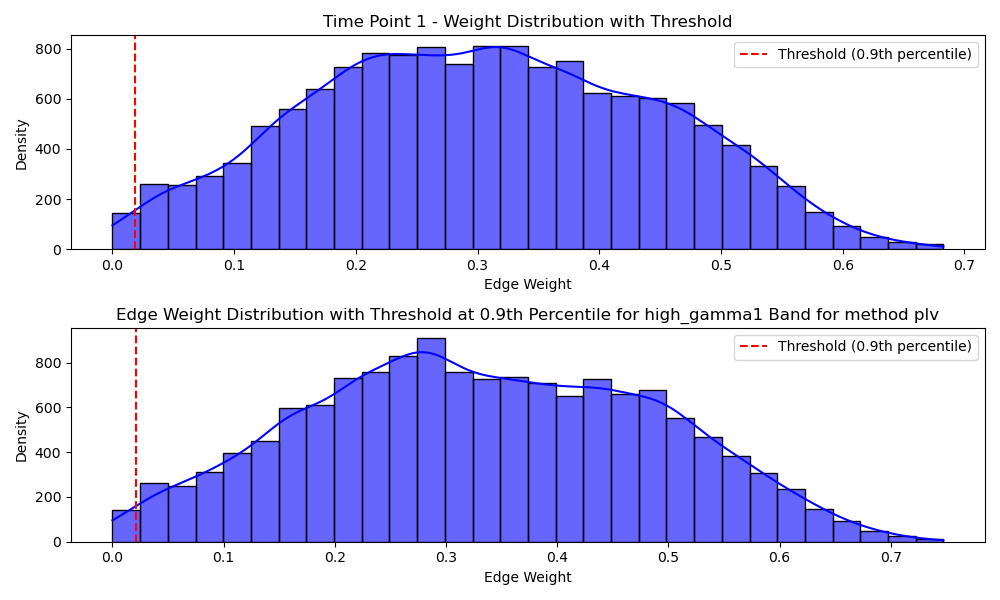 Time Point 1 - Weight Distribution with Threshold
800
600
400
200
0
Density
Threshold (0.9th percentile)
0.0 0.1 0.2 0.3 0.4 0.5 0.6 0.7
Edge Weight
Edge Weight Distribution with Threshold at 0.9th Percentile for high_gamma1 Band for method plv
800
600
400
200
0
Density
Threshold (0.9th percentile)
0.0 0.1 0.2 0.3 0.4 0.5 0.6 0.7
Edge Weight